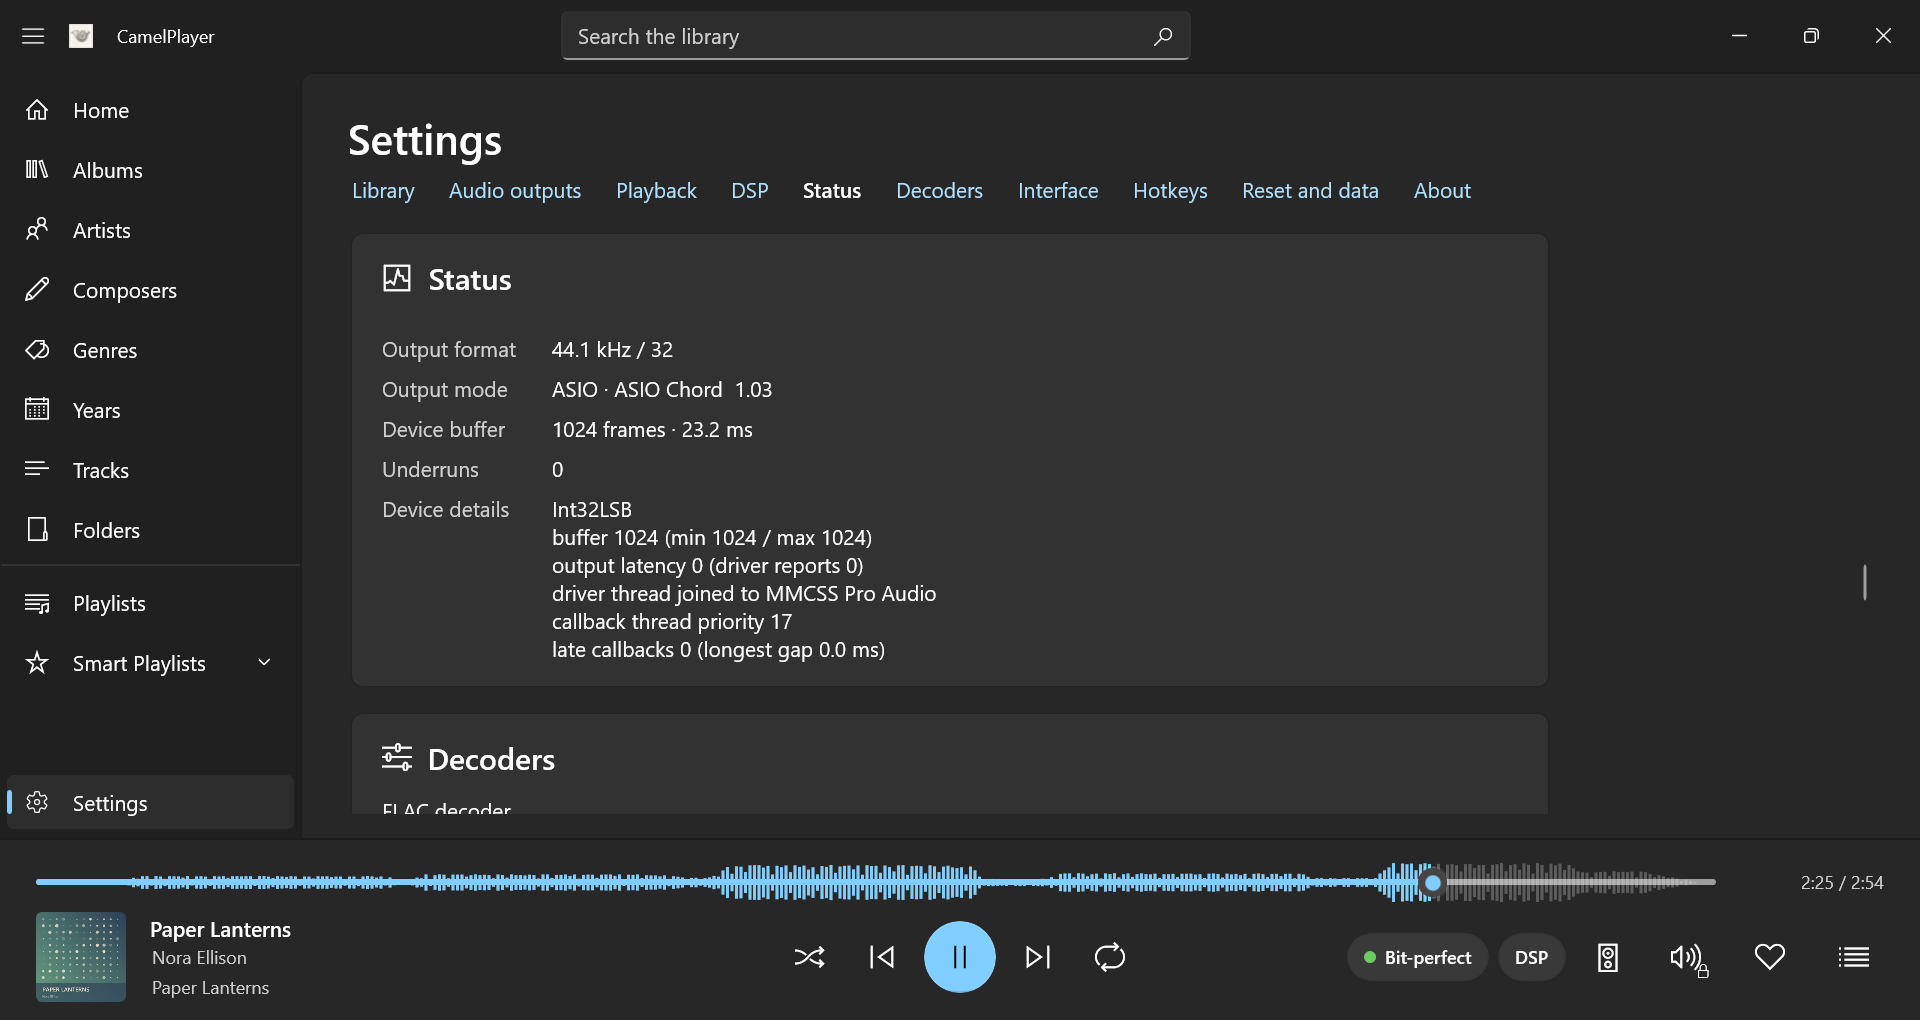 CamelPlayer
Search the library
Home
Albums
Artists
Composers
Genres
Years
Tracks
Folders
Playlists
Smart Playlists
Settings
Settings
Library Audio outputs Playback DSP Status Decoders Interface Hotkeys Reset and data About
Status
Output format 44.1 kHz / 32
Output mode ASIO · ASIO Chord 1.03
Device buffer 1024 frames · 23.2 ms
Underruns 0
Device details Int32LSB
buffer 1024 (min 1024 / max 1024)
output latency 0 (driver reports 0)
driver thread joined to MMCSS Pro Audio
callback thread priority 17
late callbacks 0 (longest gap 0.0 ms)
Decoders
FLAC decoder
2:25 / 2:54
PAPER LANTERNS
Paper Lanterns
Nora Ellison
Paper Lanterns
Bit-perfect
DSP